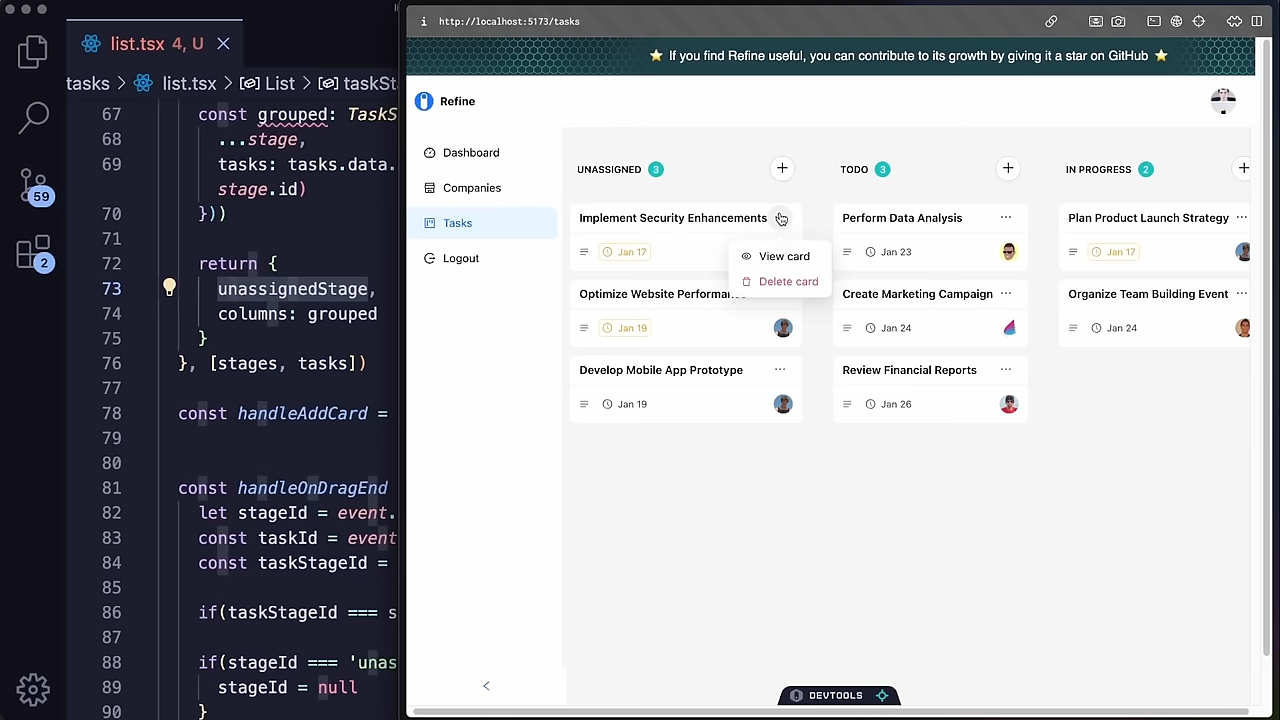 list.tsx 4, U
tasks > list.tsx > List > taskSt
67 const grouped: TaskS
68 ...stage,
69 tasks: tasks.data.
stage.id)
70 }))
71
72 return {
73 unassignedStage,
74 columns: grouped
75 }
76 }, [stages, tasks])
77
78 const handleAddCard =
79
80
81 const handleOnDragEnd
82 let stageId = event.
83 const taskId = event
84 const taskStageId =
85
86 if(taskStageId === s
87
88 if(stageId === 'unas
89 stageId = null
90 }
59
2
http://localhost:5173/tasks
If you find Refine useful, you can contribute to its growth by giving it a star on GitHub
Refine
Dashboard
Companies
Tasks
Logout
UNASSIGNED 3
Implement Security Enhancements
Jan 17
View card
Delete card
Optimize Website Performan
Jan 19
Develop Mobile App Prototype
Jan 19
TODO 3
Perform Data Analysis
Jan 23
Create Marketing Campaign
Jan 24
Review Financial Reports
Jan 26
IN PROGRESS 2
Plan Product Launch Strategy
Jan 17
Organize Team Building Event
Jan 24
DEVTOOLS